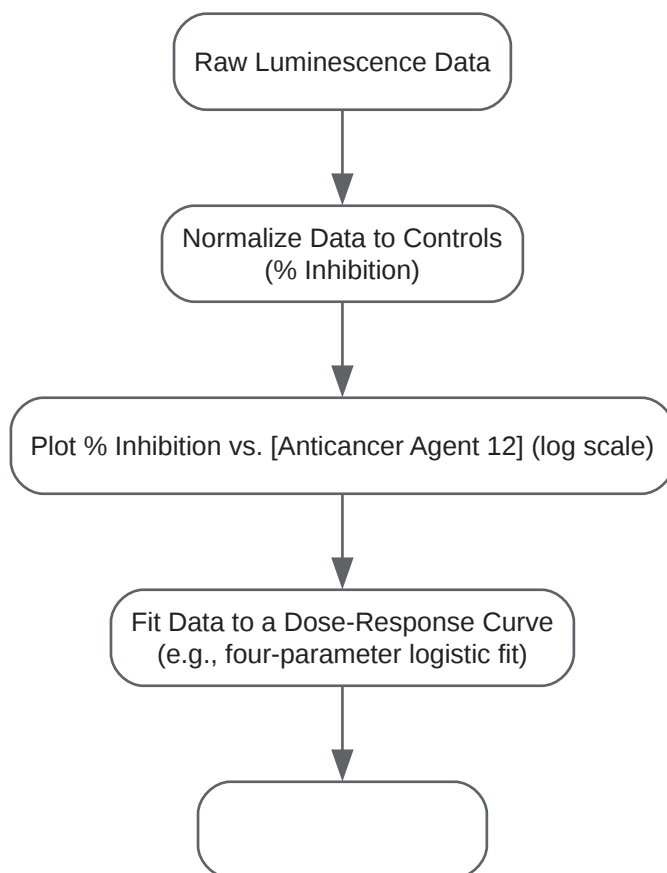 Raw Luminescence Data
Normalize Data to Controls
(% Inhibition)
Plot % Inhibition vs. [Anticancer Agent 12] (log scale)
Fit Data to a Dose-Response Curve
(e.g., four-parameter logistic fit)